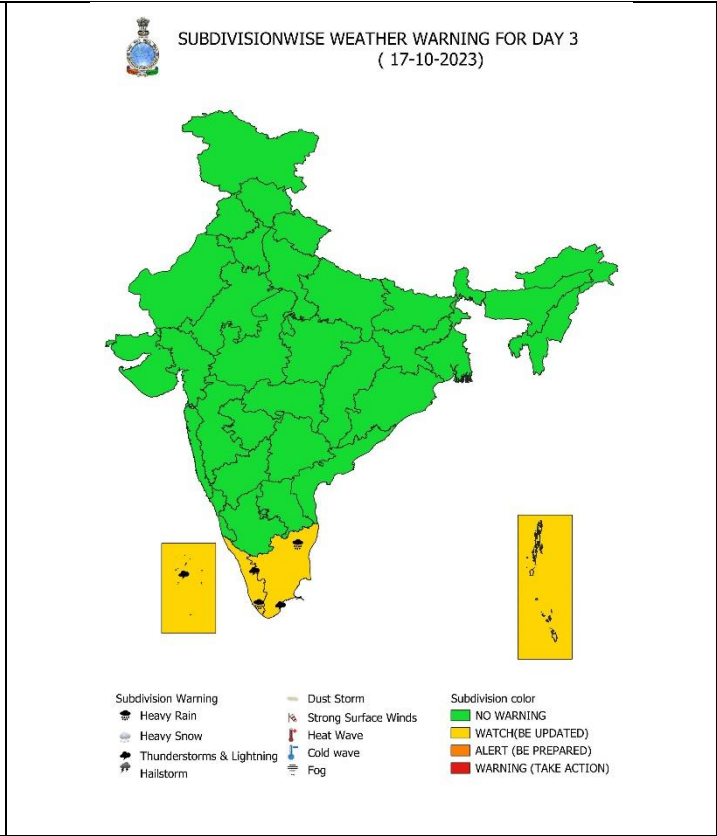 SUBDIVISIONWISE WEATHER WARNING FOR DAY 3
( 17-10-2023)
Subdivision Warning
Heavy Rain
Heavy Snow
Thunderstorms & Lightning
Hailstorm
Dust Storm
Strong Surface Winds
Heat Wave
Cold wave
Fog
Subdivision color
NO WARNING
WATCH(BE UPDATED)
ALERT (BE PREPARED)
WARNING (TAKE ACTION)